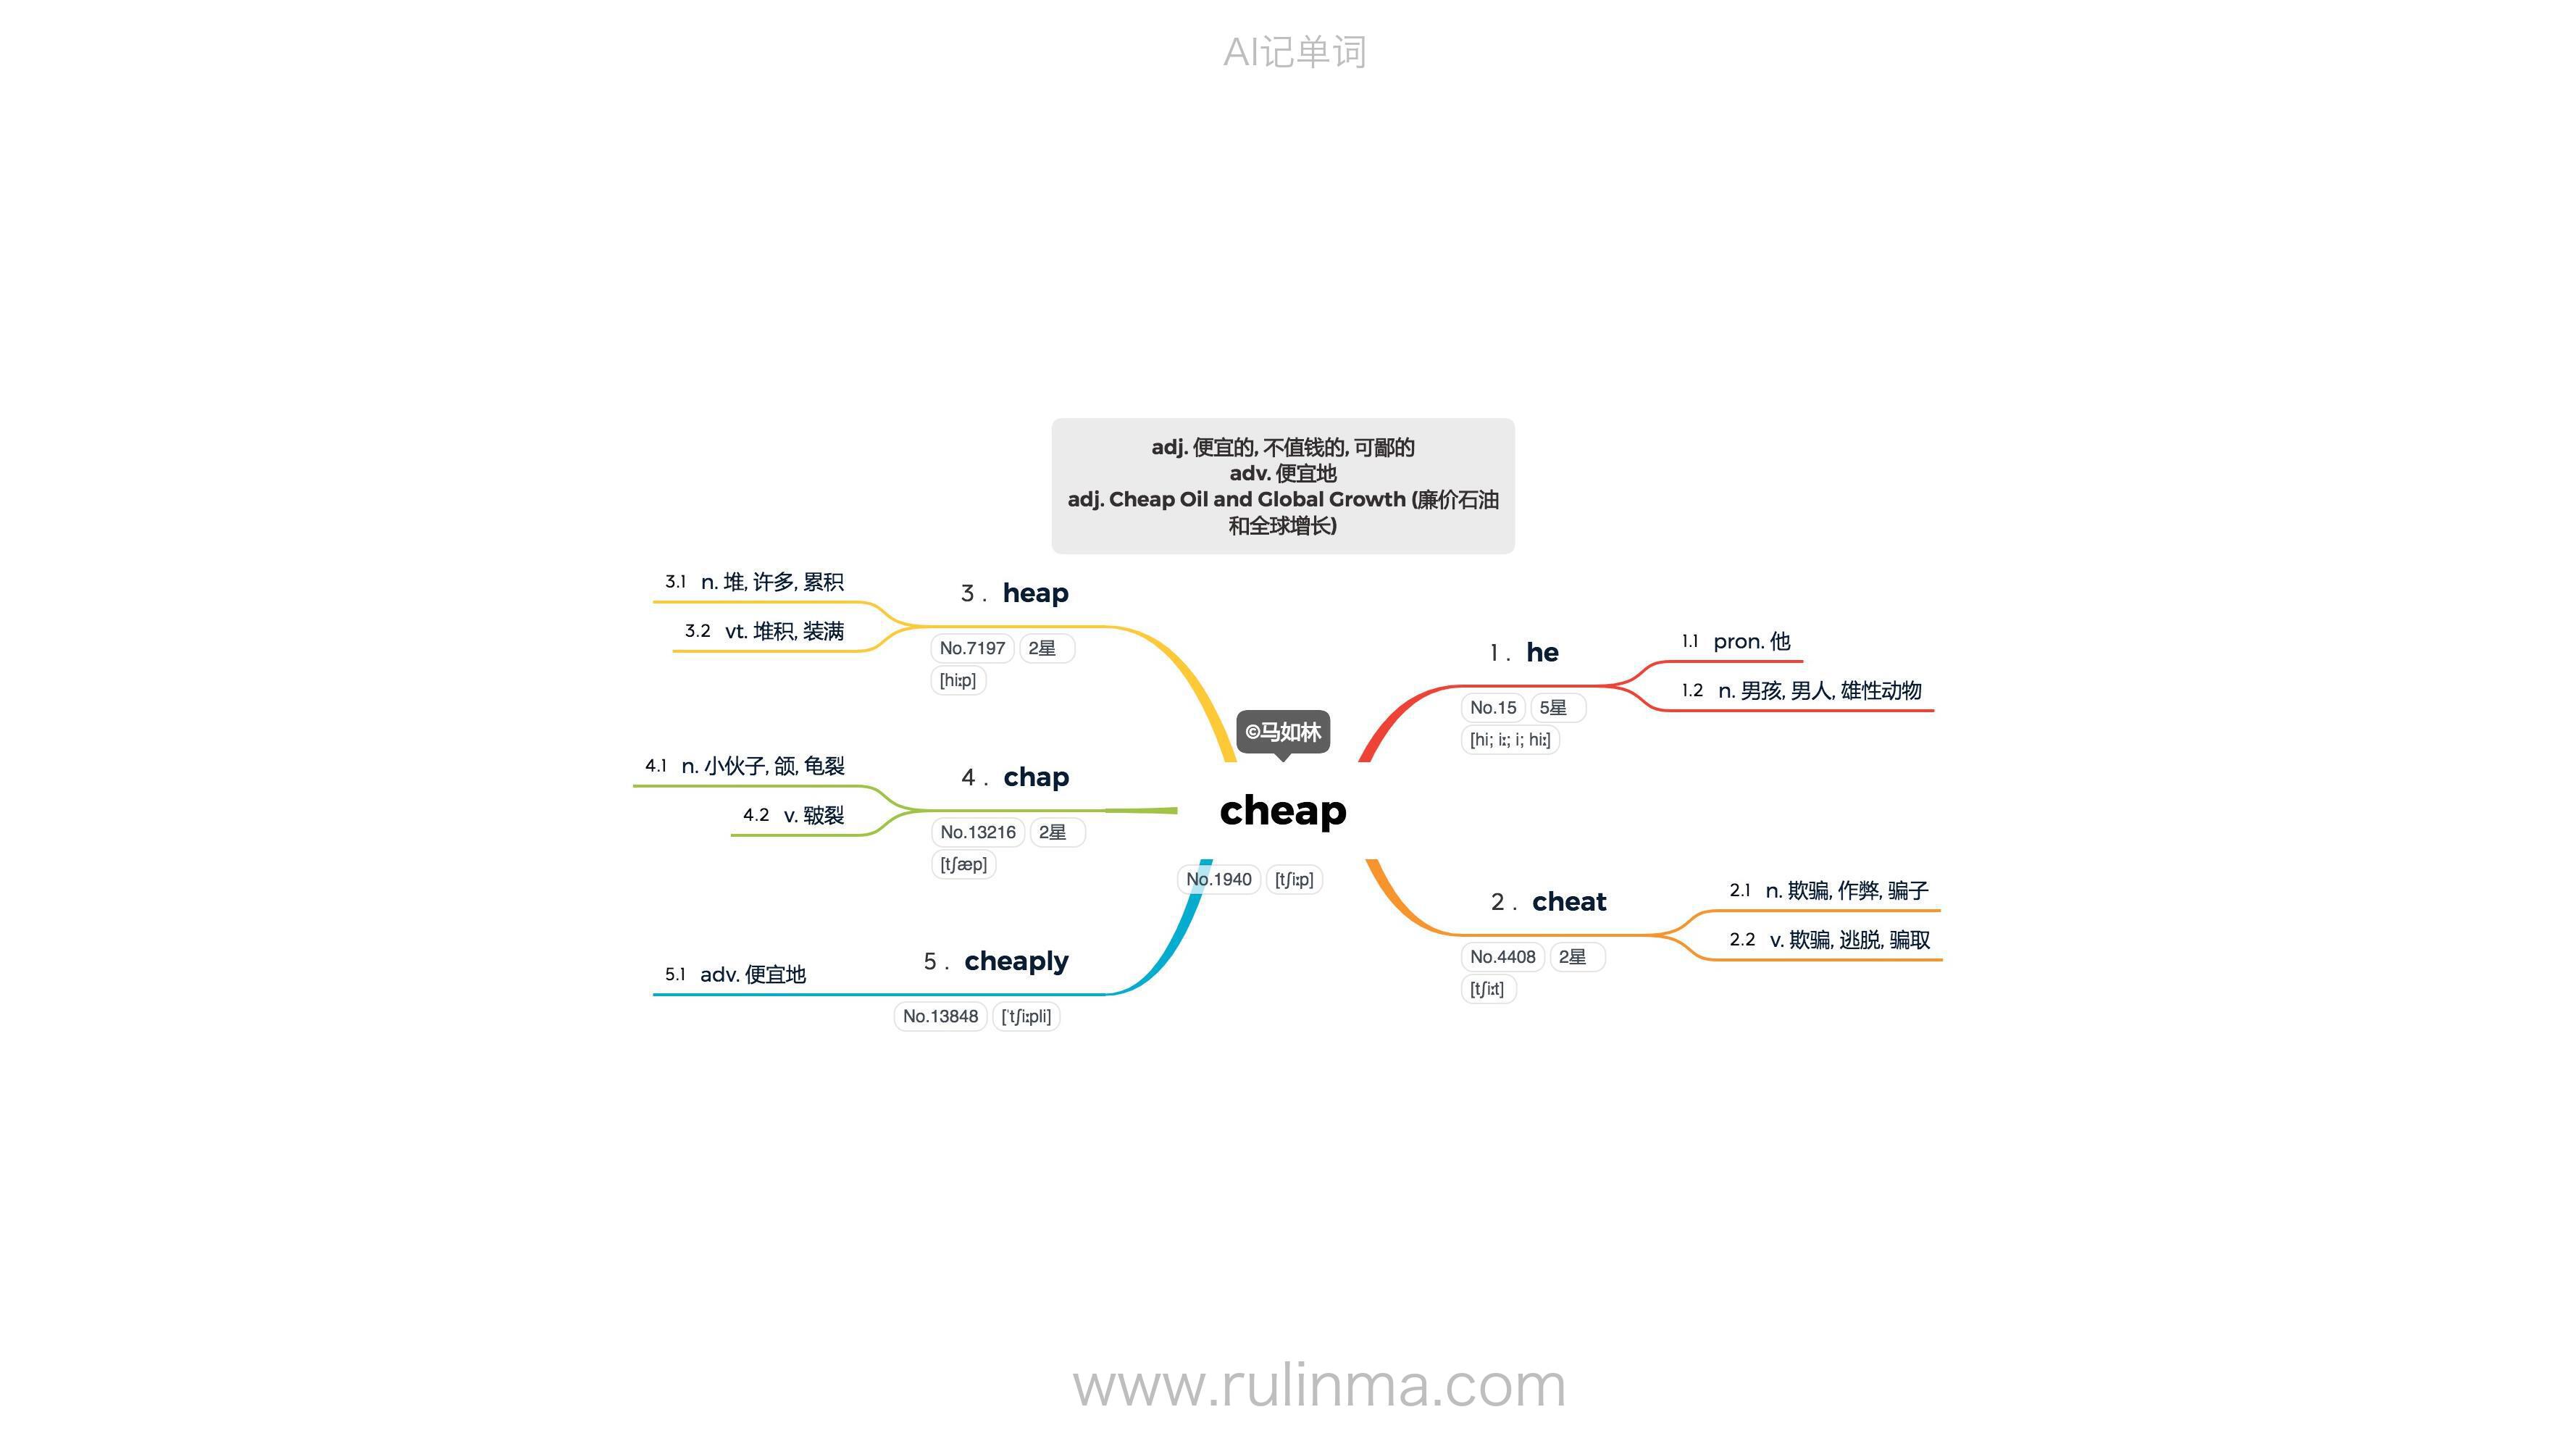 AI记单词
adj. 便宜的, 不值钱的, 可鄙的
adv. 便宜地
adj. Cheap Oil and Global Growth (廉价石油
和全球增长)
©马如林
cheap
No.1940 [tʃiːp]
1 . he
No.15 5星
[hi; iː; i; hiː]
1.1 pron. 他
1.2 n. 男孩, 男人, 雄性动物
2 . cheat
No.4408 2星
[tʃiːt]
2.1 n. 欺骗, 作弊, 骗子
2.2 v. 欺骗, 逃脱, 骗取
3 . heap
No.7197 2星
[hiːp]
3.1 n. 堆, 许多, 累积
3.2 vt. 堆积, 装满
4 . chap
No.13216 2星
[tʃæp]
4.1 n. 小伙子, 颌, 龟裂
4.2 v. 皲裂
5 . cheaply
No.13848 [ˈtʃiːpli]
5.1 adv. 便宜地
www.rulinma.com